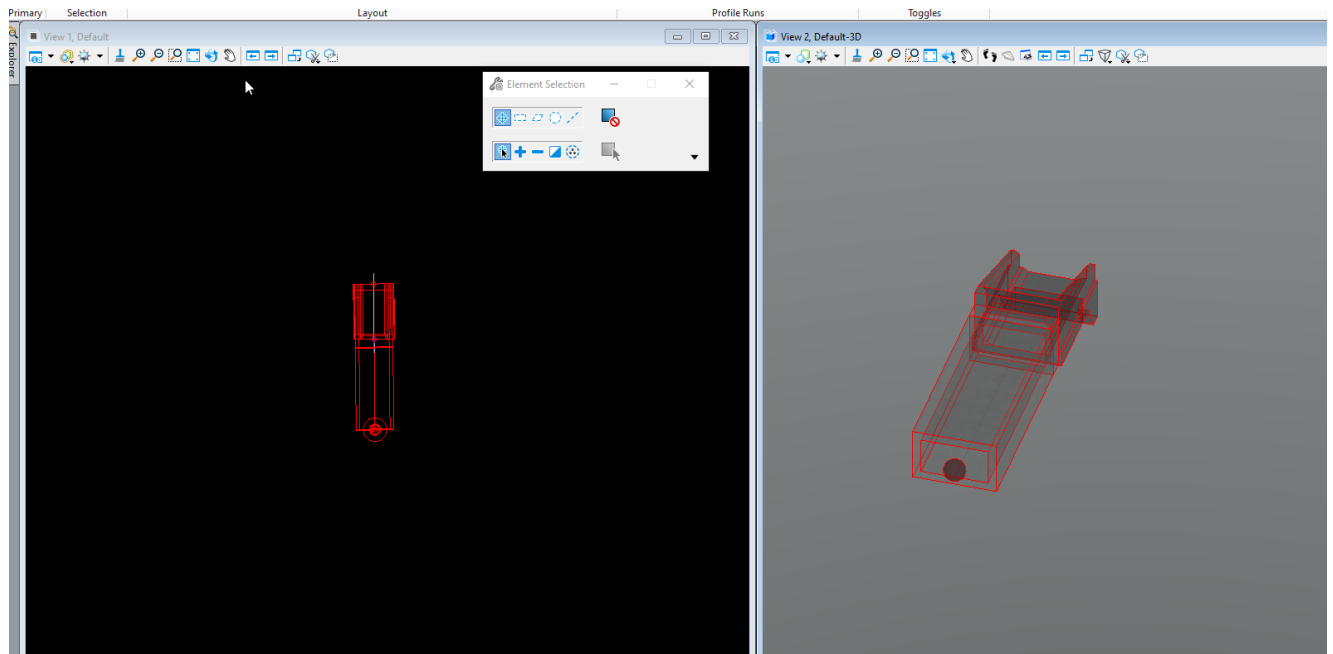 Primary Selection Layout Profile Runs Toggles
Explorer
View 1, Default
View 2, Default-3D
Element Selection